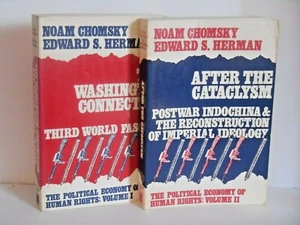 NOAM CHOMSKY
EDWARD S. HERMAN
WASHING
CONNECT
THIRD WORLD FAS
THE POLITICAL ECONOMY O
HUMAN RIGHTS: VOLUME I
NOAM CHOMSKY
EDWARD S. HERMAN
AFTER THE
CATACLYSM
POSTWAR INDOCHINA &
THE RECONSTRUCTION
OF IMPERIAL IDEOLOGY
THE POLITICAL ECONOMY OF
HUMAN RIGHTS: VOLUME II